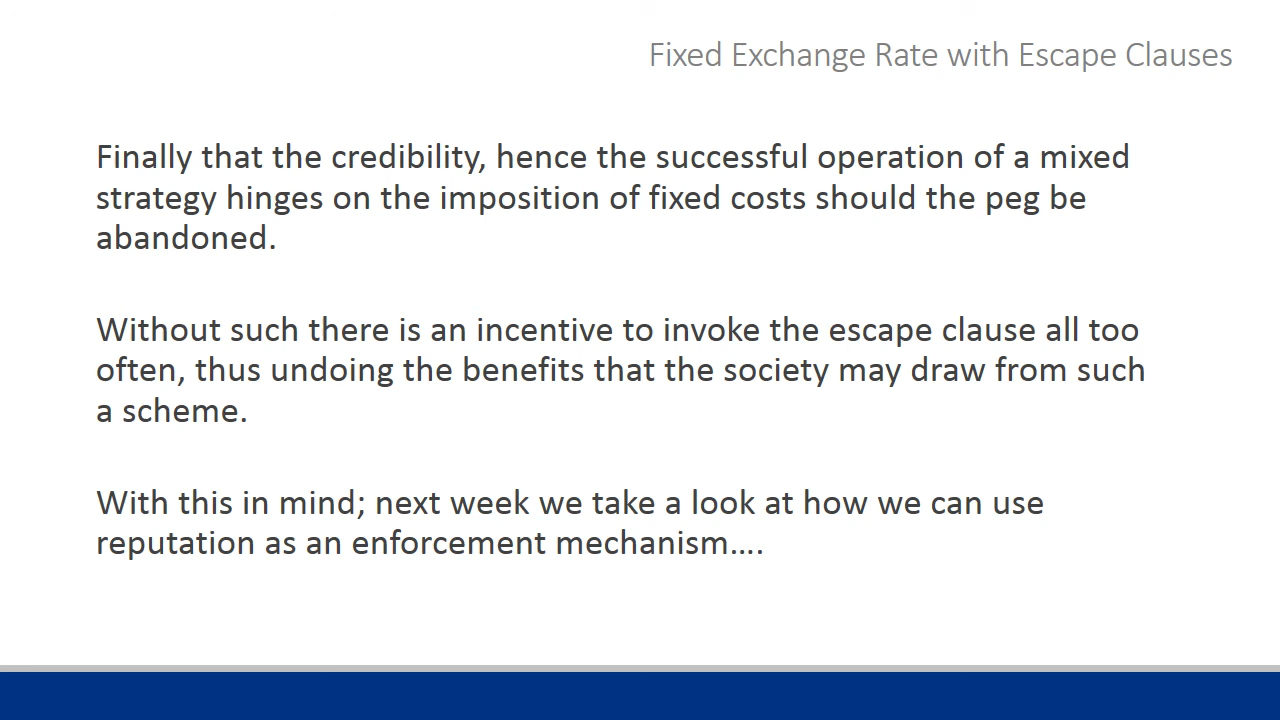 Fixed Exchange Rate with Escape Clauses
Finally that the credibility, hence the successful operation of a mixed
strategy hinges on the imposition of fixed costs should the peg be
abandoned.
Without such there is an incentive to invoke the escape clause all too
often, thus undoing the benefits that the society may draw from such
a scheme.
With this in mind; next week we take a look at how we can use
reputation as an enforcement mechanism….